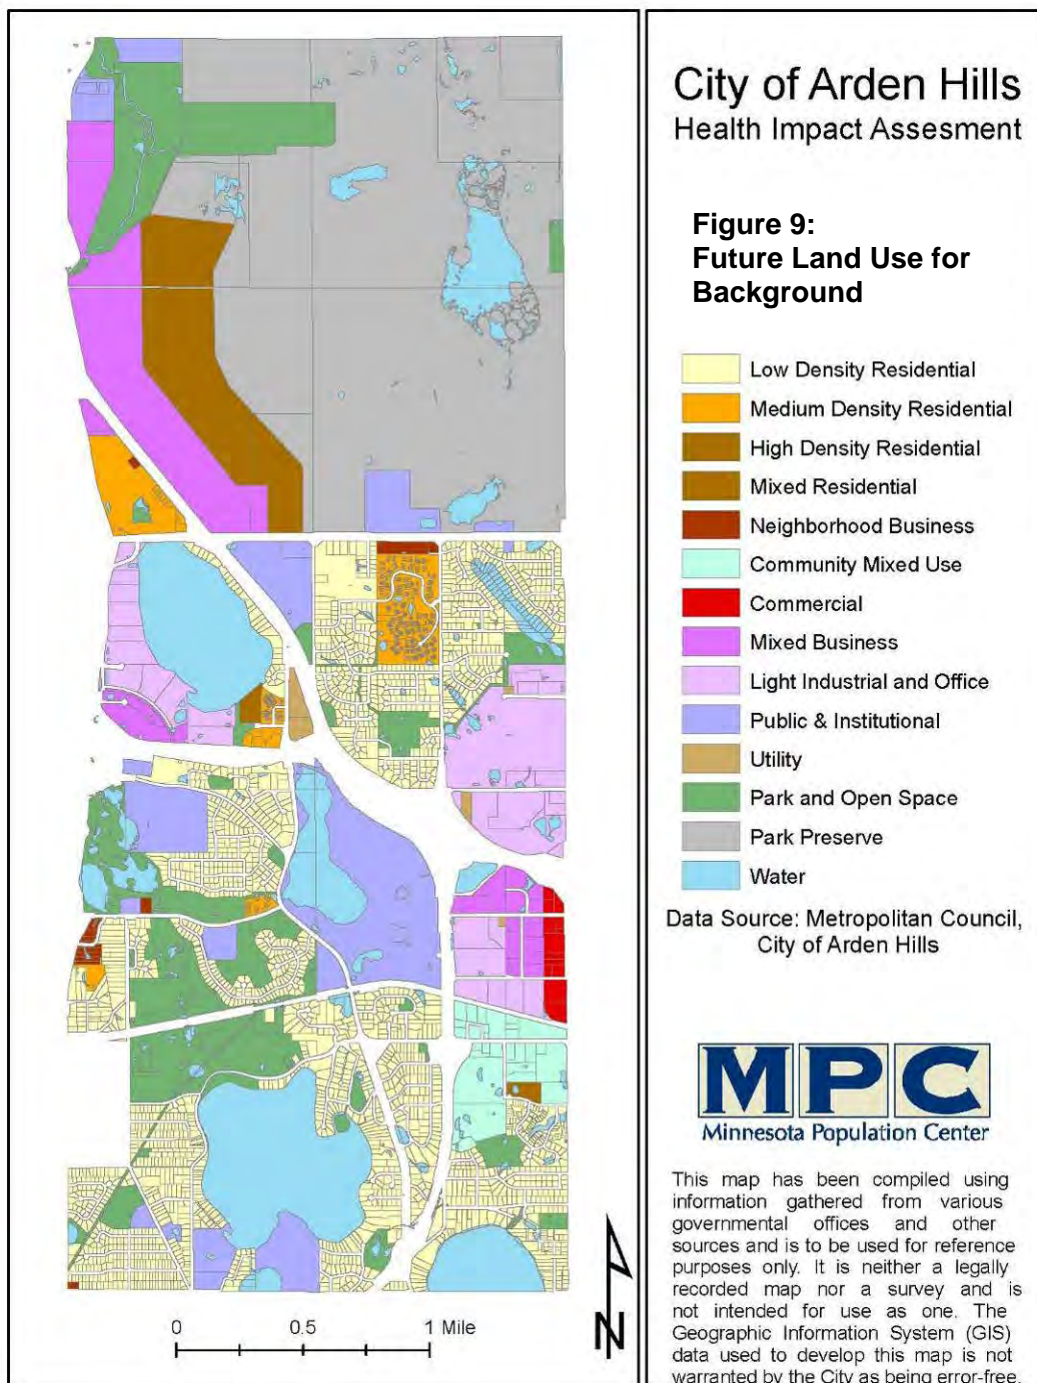 City of Arden Hills
Health Impact Assesment
Figure 9:
Future Land Use for
Background
Low Density Residential
Medium Density Residential
High Density Residential
Mixed Residential
Neighborhood Business
Community Mixed Use
Commercial
Mixed Business
Light Industrial and Office
Public & Institutional
Utility
Park and Open Space
Park Preserve
Water
Data Source: Metropolitan Council,
City of Arden Hills
MPC
Minnesota Population Center
This map has been compiled using
information gathered from various
governmental offices and other
sources and is to be used for reference
purposes only. It is neither a legally
recorded map nor a survey and is
not intended for use as one. The
Geographic Information System (GIS)
data used to develop this map is not
warranted by the City as being error-free.
0 0.5 1 Mile
N